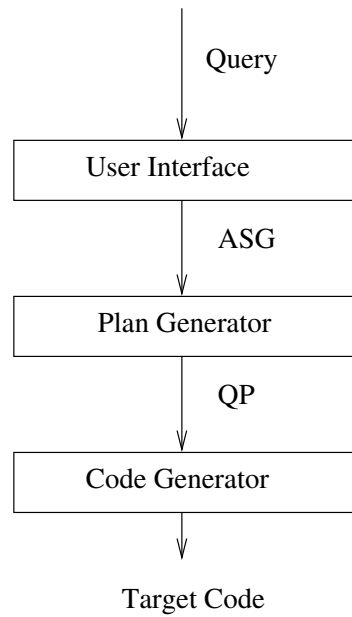 Query
User Interface
ASG
Plan Generator
QP
Code Generator
Target Code